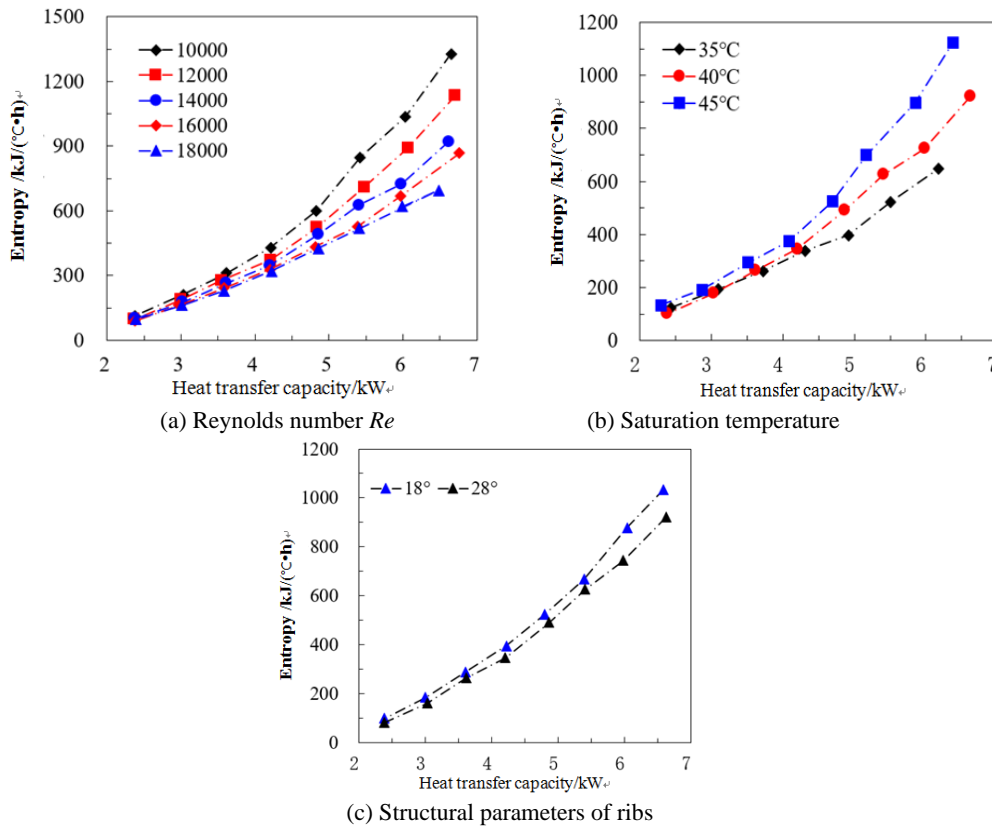 1500
1200
900
600
300
0
Entropy /kJ/(℃•h)↵
10000
12000
14000
16000
18000
2 3 4 5 6 7
Heat transfer capacity/kW↵
(a) Reynolds number Re
1200
1000
800
600
400
200
0
Entropy /kJ/(℃•h)↵
35℃
40℃
45℃
2 3 4 5 6 7
Heat transfer capacity/kW↵
(b) Saturation temperature
1200
1000
800
600
400
200
0
Entropy /kJ/(℃•h)↵
18° 28°
2 3 4 5 6 7
Heat transfer capacity/kW↵
(c) Structural parameters of ribs